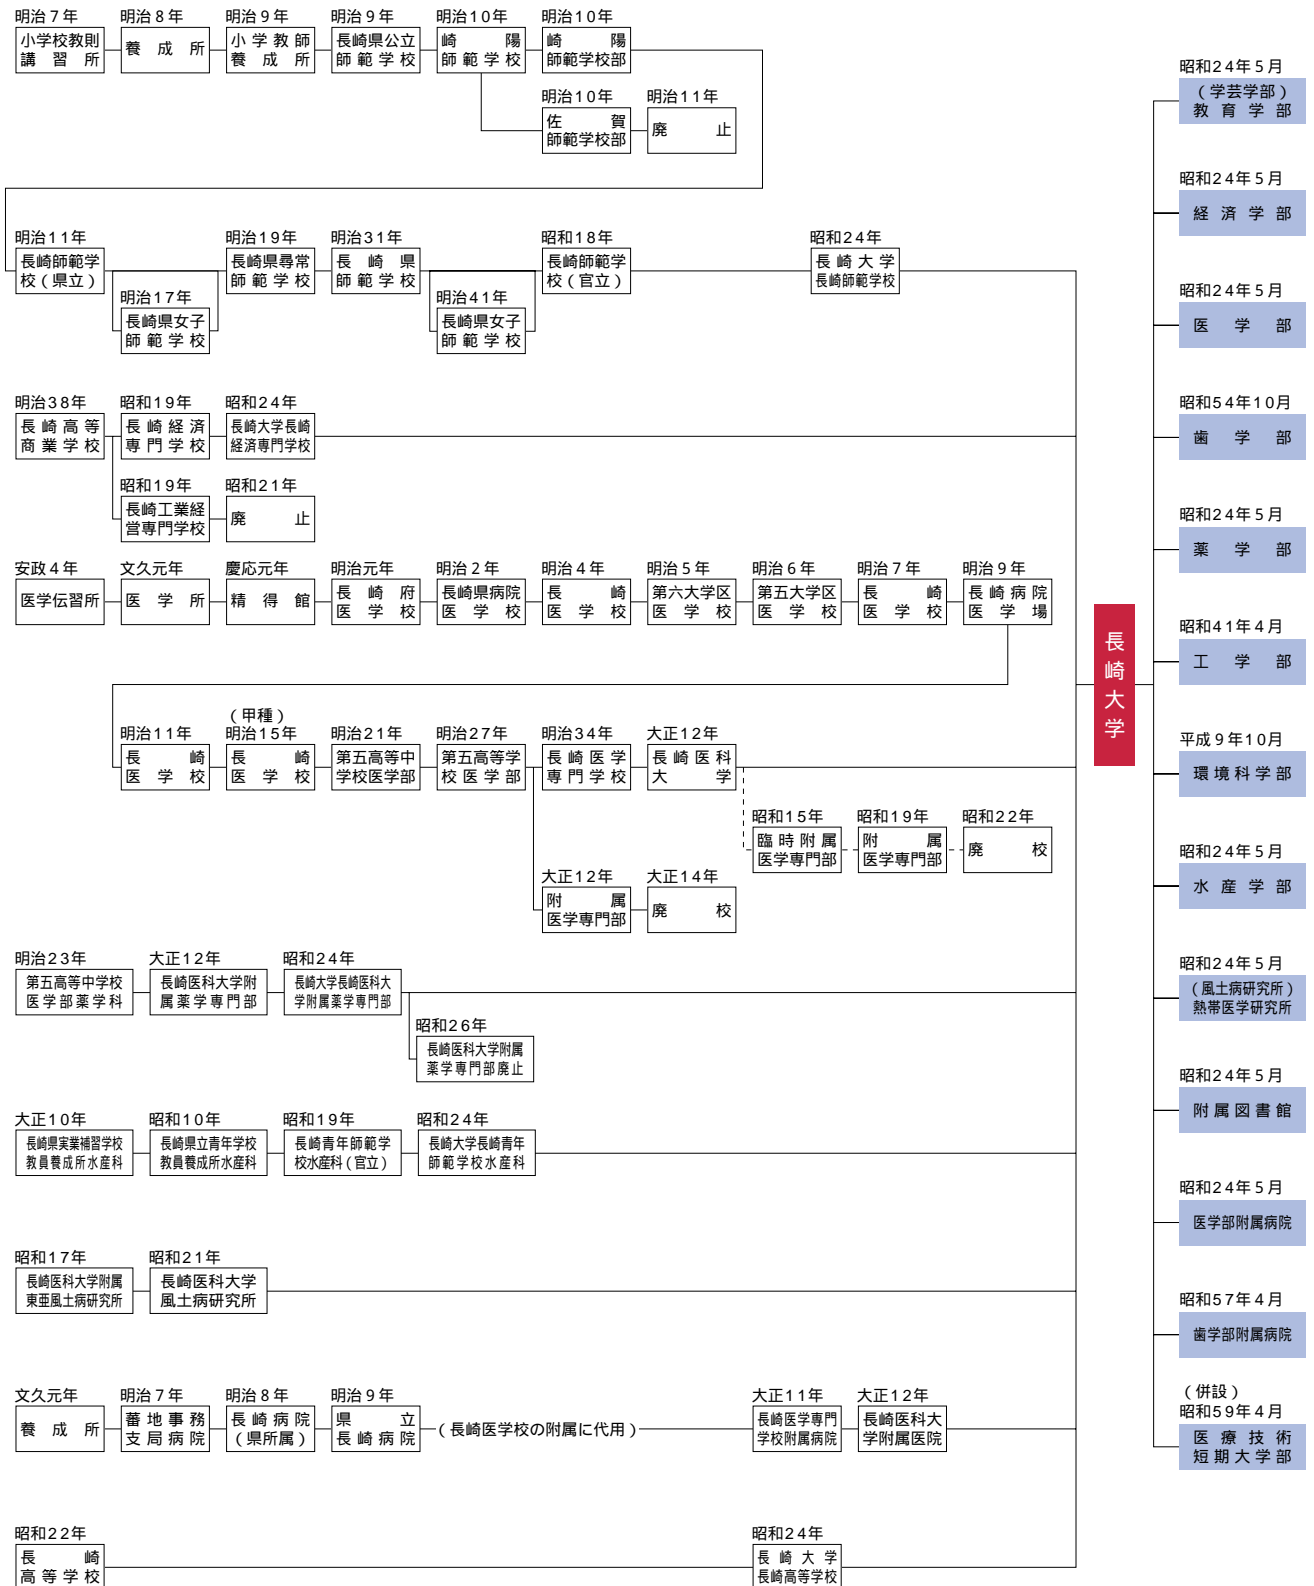 明治7年
小学校教則
講習所
明治8年
養成所
明治9年
小学教師
養成所
明治9年
長崎県公立
師範学校
明治10年
崎陽
師範学校
明治10年
崎陽
師範学校部
明治10年
佐賀
師範学校部
明治11年
廃止
明治11年
長崎師範学
校(県立)
明治17年
長崎県女子
師範学校
明治19年
長崎県尋常
師範学校
明治31年
長崎県
師範学校
明治41年
長崎県女子
師範学校
昭和18年
長崎師範学
校(官立)
昭和24年
長崎大学
長崎師範学校
明治38年
長崎高等
商業学校
昭和19年
長崎経済
専門学校
昭和24年
長崎大学長崎
経済専門学校
昭和19年
長崎工業経
営専門学校
昭和21年
廃止
安政4年
医学伝習所
文久元年
医学所
慶応元年
精得館
明治元年
長崎府
医学校
明治2年
長崎県病院
医学校
明治4年
長崎
医学校
明治5年
第六大学区
医学校
明治6年
第五大学区
医学校
明治7年
長崎
医学校
明治9年
長崎病院
医学場
明治11年
長崎
医学校
(甲種)
明治15年
長崎
医学校
明治21年
第五高等中
学校医学部
明治27年
第五高等学
校医学部
明治34年
長崎医学
専門学校
大正12年
長崎医科
大学
昭和15年
臨時附属
医学専門部
昭和19年
附属
医学専門部
昭和22年
廃校
大正12年
附属
医学専門部
大正14年
廃校
明治23年
第五高等中学校
医学部薬学科
大正12年
長崎医科大学附
属薬学専門部
昭和24年
長崎大学長崎医科大
学附属薬学専門部
昭和26年
長崎医科大学附属
薬学専門部廃止
大正10年
長崎県実業補習学校
教員養成所水産科
昭和10年
長崎県立青年学校
教員養成所水産科
昭和19年
長崎青年師範学
校水産科(官立)
昭和24年
長崎大学長崎青年
師範学校水産科
昭和17年
長崎医科大学附属
東亜風土病研究所
昭和21年
長崎医科大学
風土病研究所
文久元年
養成所
明治7年
蕃地事務
支局病院
明治8年
長崎病院
(県所属)
明治9年
県立
長崎病院
(長崎医学校の附属に代用)
大正11年
長崎医学専門
学校附属病院
大正12年
長崎医科大
学附属医院
昭和22年
長崎
高等学校
昭和24年
長崎大学
長崎高等学校
長崎大学
昭和24年5月
(学芸学部)
教育学部
昭和24年5月
経済学部
昭和24年5月
医学部
昭和54年10月
歯学部
昭和24年5月
薬学部
昭和41年4月
工学部
平成9年10月
環境科学部
昭和24年5月
水産学部
昭和24年5月
(風土病研究所)
熱帯医学研究所
昭和24年5月
附属図書館
昭和24年5月
医学部附属病院
昭和57年4月
歯学部附属病院
(併設)
昭和59年4月
医療技術
短期大学部